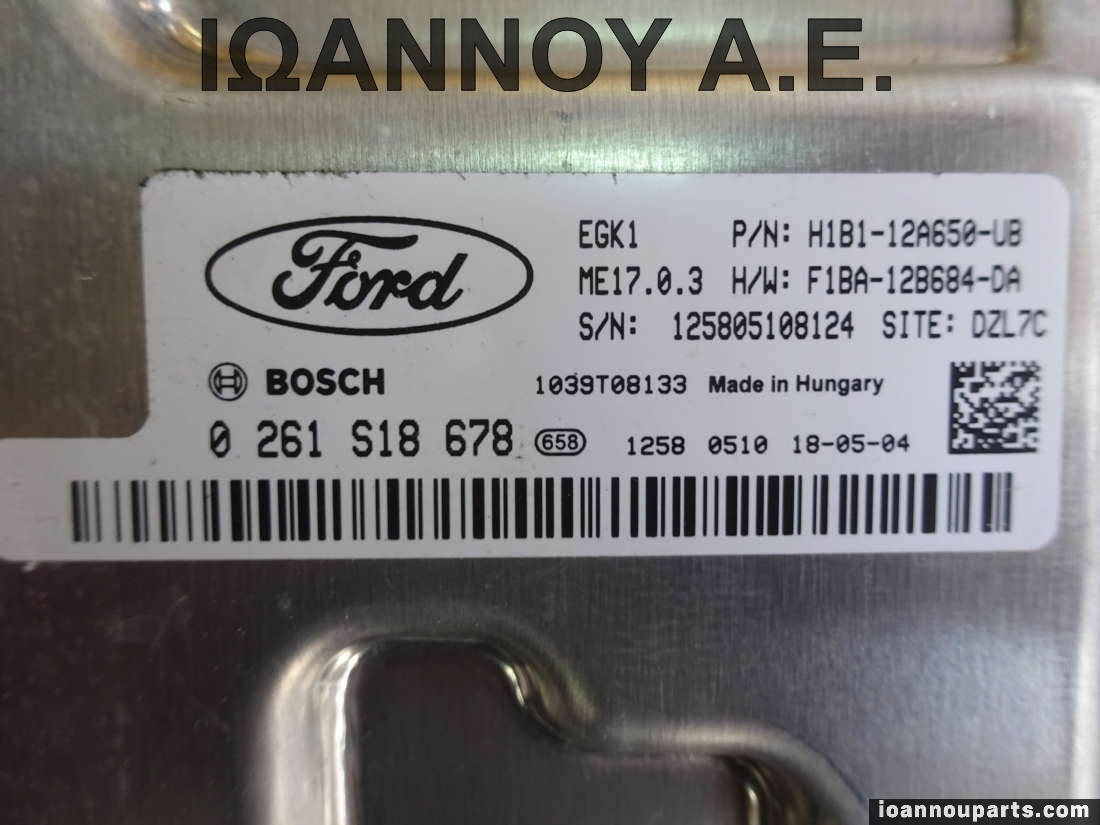 ΙΩΑΝΝΟΥ Α.Ε.
Ford
EGK1 P/N: H1B1-12A650-UB
ME17.0.3 H/W: F1BA-12B684-DA
S/N: 125805108124 SITE: DZL7C
BOSCH 1039T08133 Made in Hungary
0 261 S18 678 658 1258 0510 18-05-04
ioannouparts.com